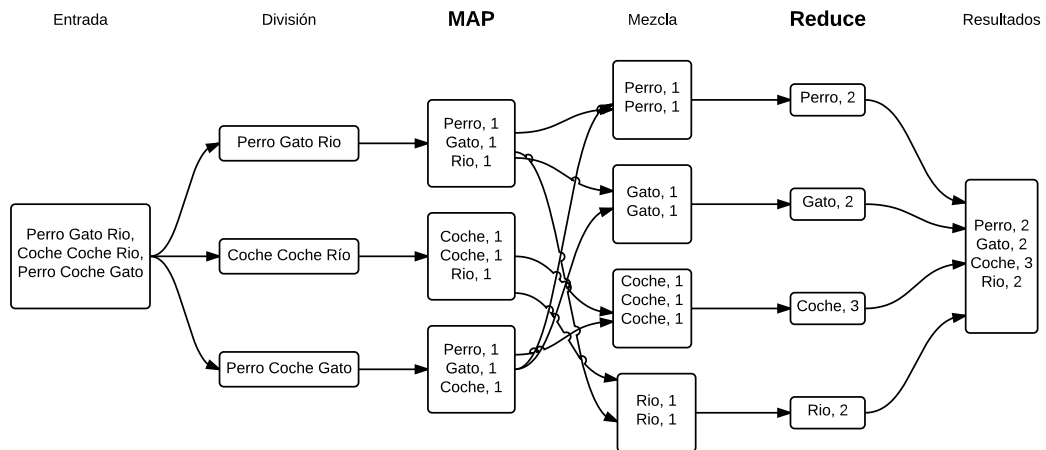 Entrada
División
MAP
Mezcla
Reduce
Resultados
Perro Gato Rio,
Coche Coche Rio,
Perro Coche Gato
Perro Gato Rio
Coche Coche Río
Perro Coche Gato
Perro, 1
Gato, 1
Rio, 1
Coche, 1
Coche, 1
Rio, 1
Perro, 1
Gato, 1
Coche, 1
Perro, 1
Perro, 1
Gato, 1
Gato, 1
Coche, 1
Coche, 1
Coche, 1
Rio, 1
Rio, 1
Perro, 2
Gato, 2
Coche, 3
Rio, 2
Perro, 2
Gato, 2
Coche, 3
Rio, 2